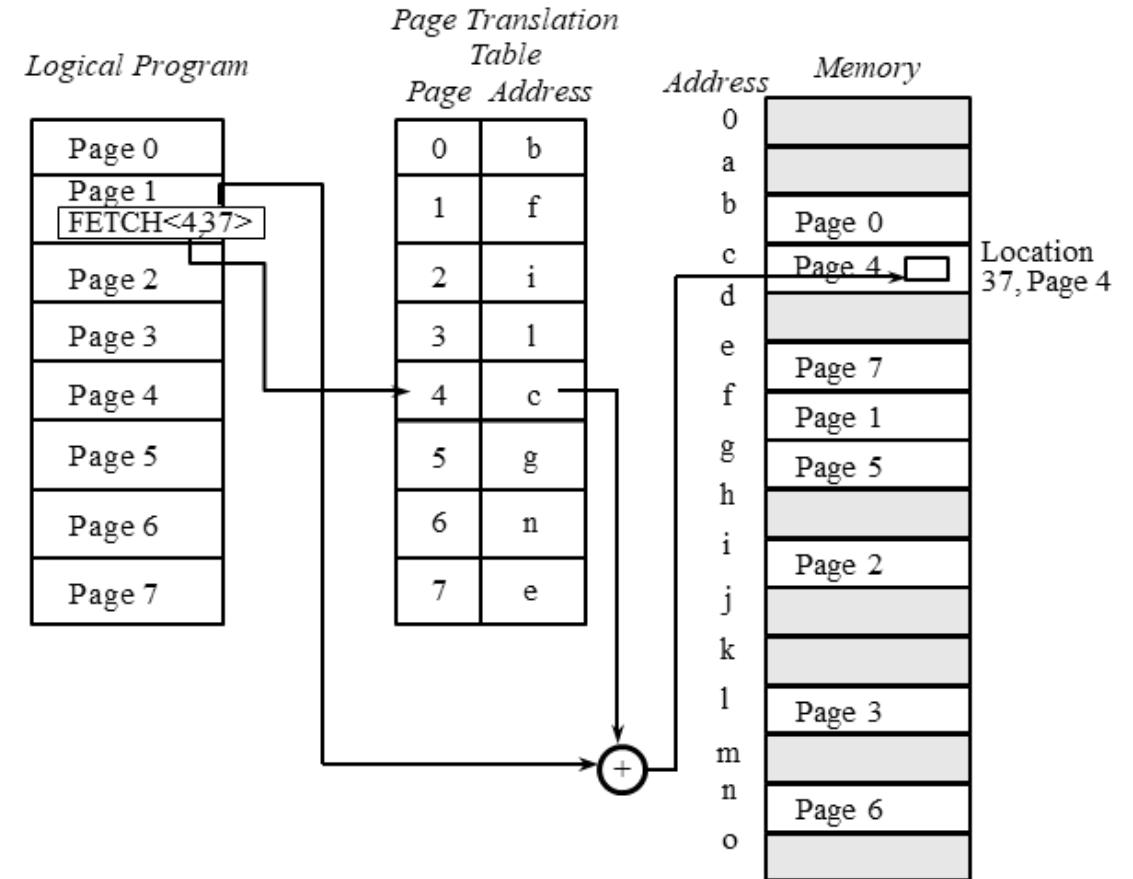 Page Translation
Table
Logical Program
Page Address
Address
Memory
Page 0
Page 1
FETCH<4,37>
Page 2
Page 3
Page 4
Page 5
Page 6
Page 7
0 b
1 f
2 i
3 l
4 c
5 g
6 n
7 e
+
0
a
b
c
d
e
f
g
h
i
j
k
l
m
n
o
Page 0
Page 4
Page 7
Page 1
Page 5
Page 2
Page 3
Page 6
Location
37, Page 4